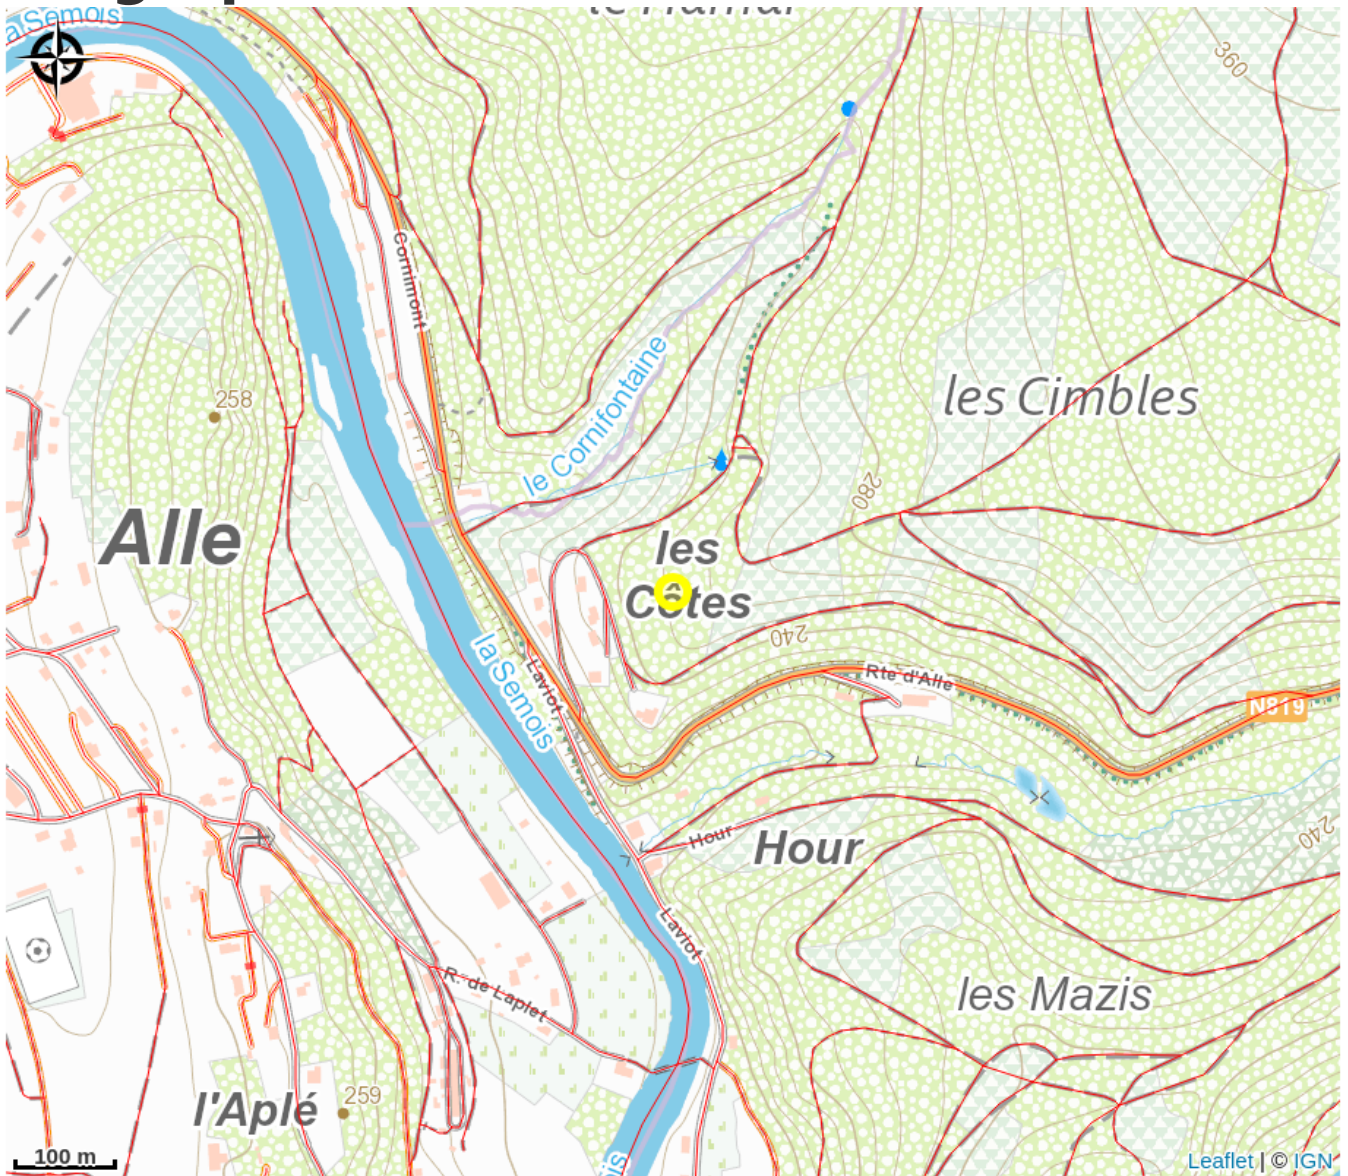 la Semois
360
Cornimont
le Cornifontaine
258
les Cimbles
280
Alle
les
Côtes
240
la Semois
Laviot
Rte d'Alle
N819
Hour
Hour
240
Laviot
R. de Laplet
les Mazis
l'Aplé
259
100 m
Leaflet | © IGN